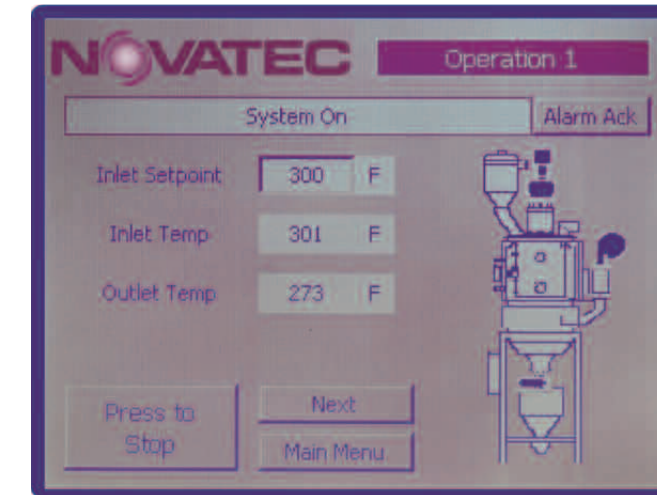 NOVATEC
Operation 1
System On
Alarm Ack
Inlet Setpoint 300 F
Inlet Temp 301 F
Outlet Temp 273 F
Press to
Stop
Next
Main Menu